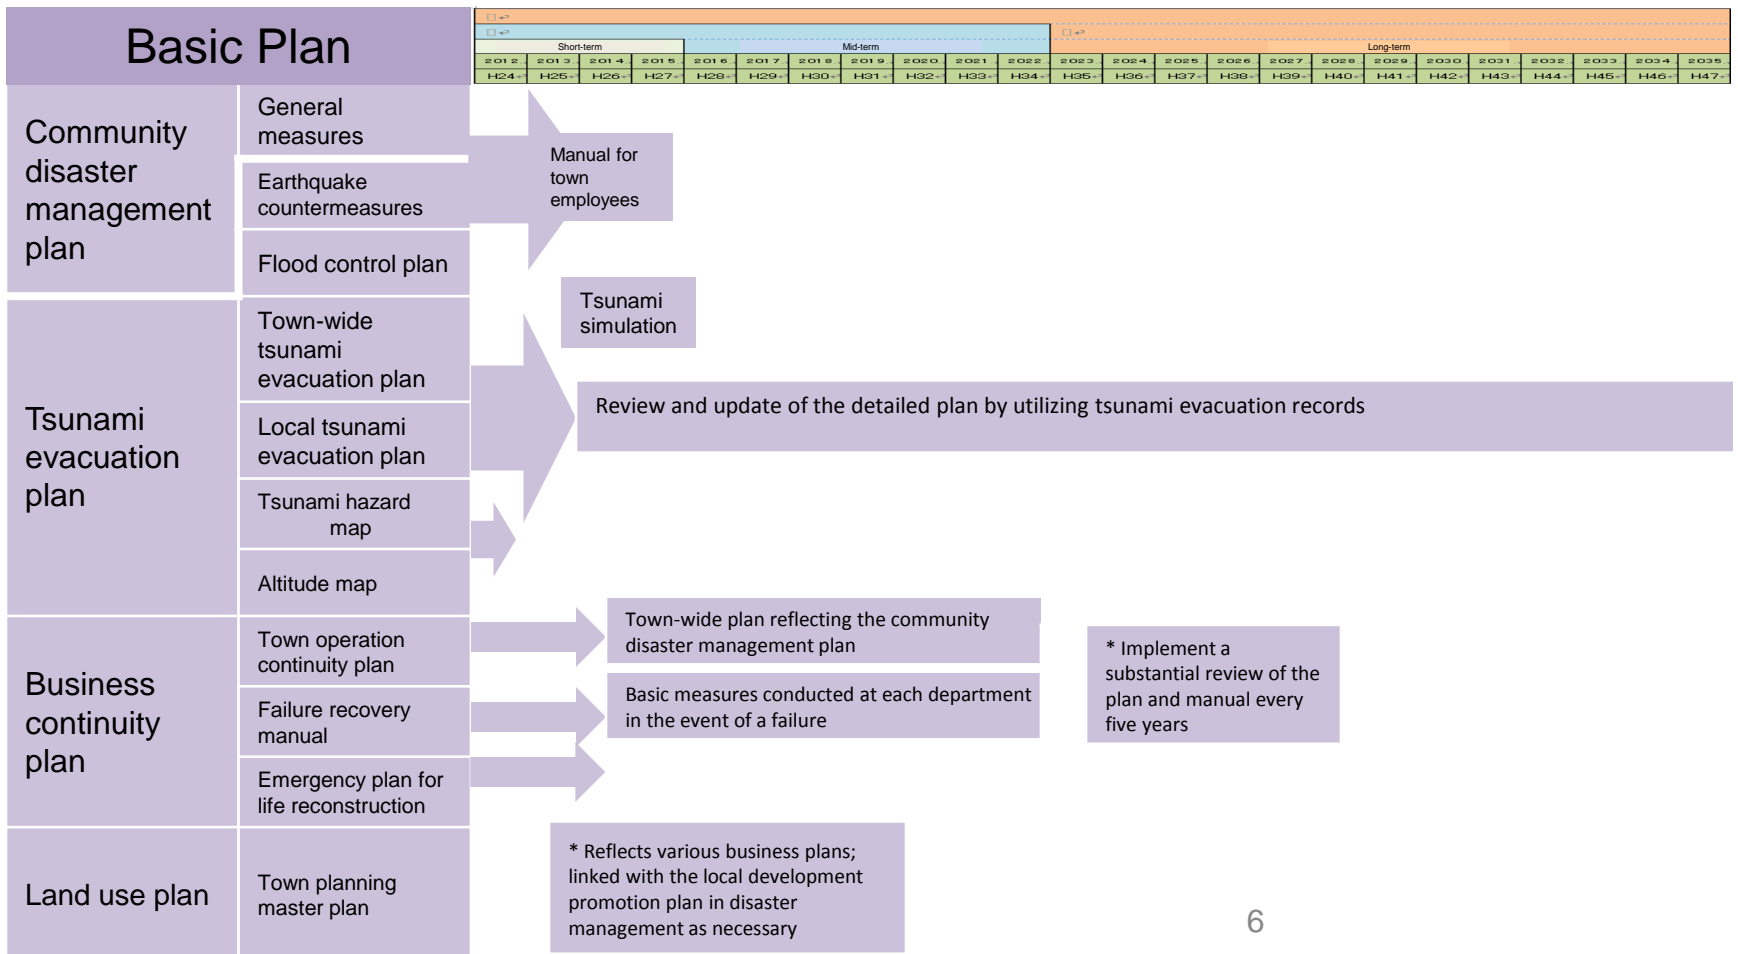 Basic Plan
Short-term
Mid-term
Long-term
2012 2013 2014 2015 2016 2017 2018 2019 2020 2021 2022 2023 2024 2025 2026 2027 2028 2029 2030 2031 2032 2033 2034 2035
H24 H25 H26 H27 H28 H29 H30 H31 H32 H33 H34 H35 H36 H37 H38 H39 H40 H41 H42 H43 H44 H45 H46 H47
Community
disaster
management
plan
General
measures
Earthquake
countermeasures
Flood control plan
Manual for
town
employees
Tsunami
evacuation
plan
Town-wide
tsunami
evacuation plan
Local tsunami
evacuation plan
Tsunami hazard
map
Altitude map
Tsunami
simulation
Review and update of the detailed plan by utilizing tsunami evacuation records
Business
continuity
plan
Town operation
continuity plan
Failure recovery
manual
Emergency plan for
life reconstruction
Town-wide plan reflecting the community
disaster management plan
Basic measures conducted at each department
in the event of a failure
* Implement a
substantial review of the
plan and manual every
five years
Land use plan
Town planning
master plan
* Reflects various business plans;
linked with the local development
promotion plan in disaster
management as necessary
6